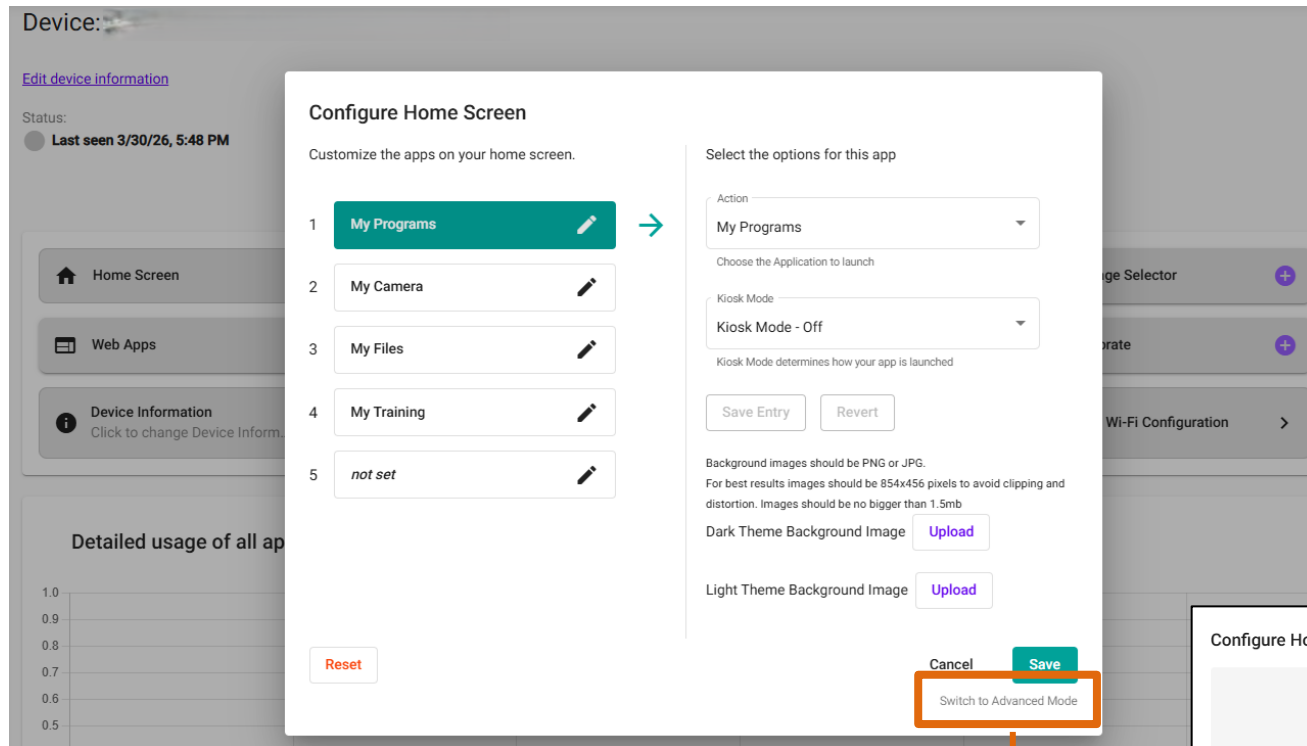 Device:
Edit device information
Status:
Last seen 3/30/26, 5:48 PM
Home Screen
Web Apps
Device Information
Click to change Device Inform...
Configure Home Screen
Customize the apps on your home screen.
1 My Programs
2 My Camera
3 My Files
4 My Training
5 not set
Reset
Select the options for this app
Action
My Programs
Choose the Application to launch
Kiosk Mode
Kiosk Mode - Off
Kiosk Mode determines how your app is launched
Save Entry Revert
Background images should be PNG or JPG.
For best results images should be 854x456 pixels to avoid clipping and
distortion. Images should be no bigger than 1.5mb
Dark Theme Background Image Upload
Light Theme Background Image Upload
Cancel Save
Switch to Advanced Mode
Selector
Wi-Fi Configuration
Detailed usage of all ap
1.0
0.9
0.8
0.7
0.6
0.5
Configure Ho